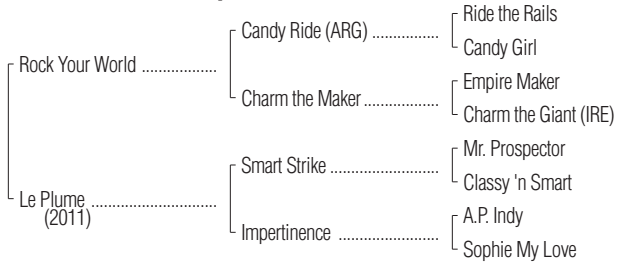 Ride the Rails
Candy Ride (ARG) ................
Candy Girl
Rock Your World ..................
Empire Maker
Charm the Maker ..................
Charm the Giant (IRE)
Mr. Prospector
Smart Strike ..........................
Classy 'n Smart
Le Plume ..............................
(2011)
A.P. Indy
Impertinence ........................
Sophie My Love